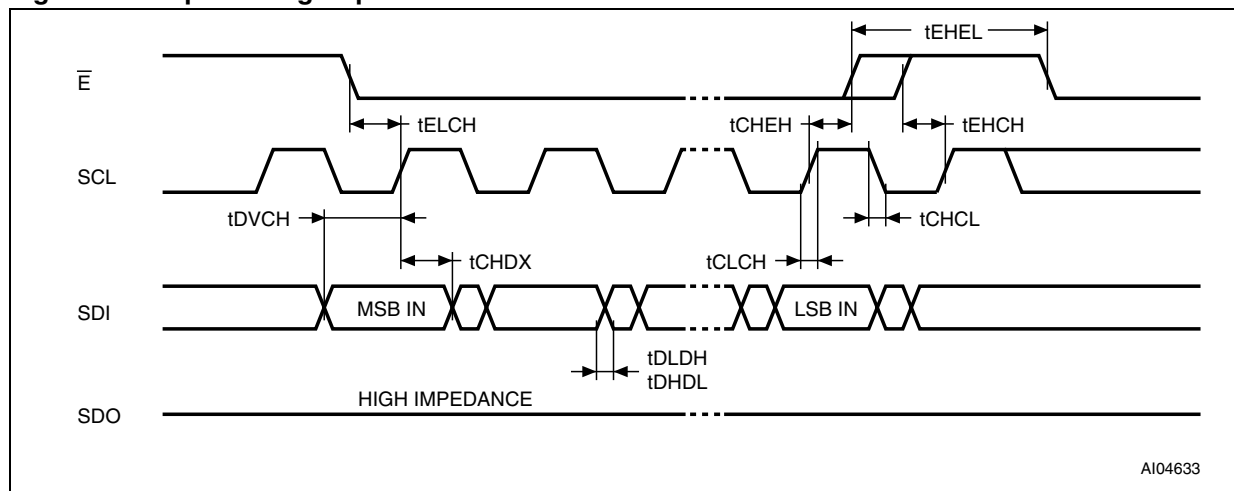 tEHEL
E
tELCH
tCHEH
tEHCH
SCL
tDVCH
tCHCL
tCHDX
tCLCH
SDI
MSB IN
LSB IN
tDLDH
tDHDL
HIGH IMPEDANCE
SDO
AI04633